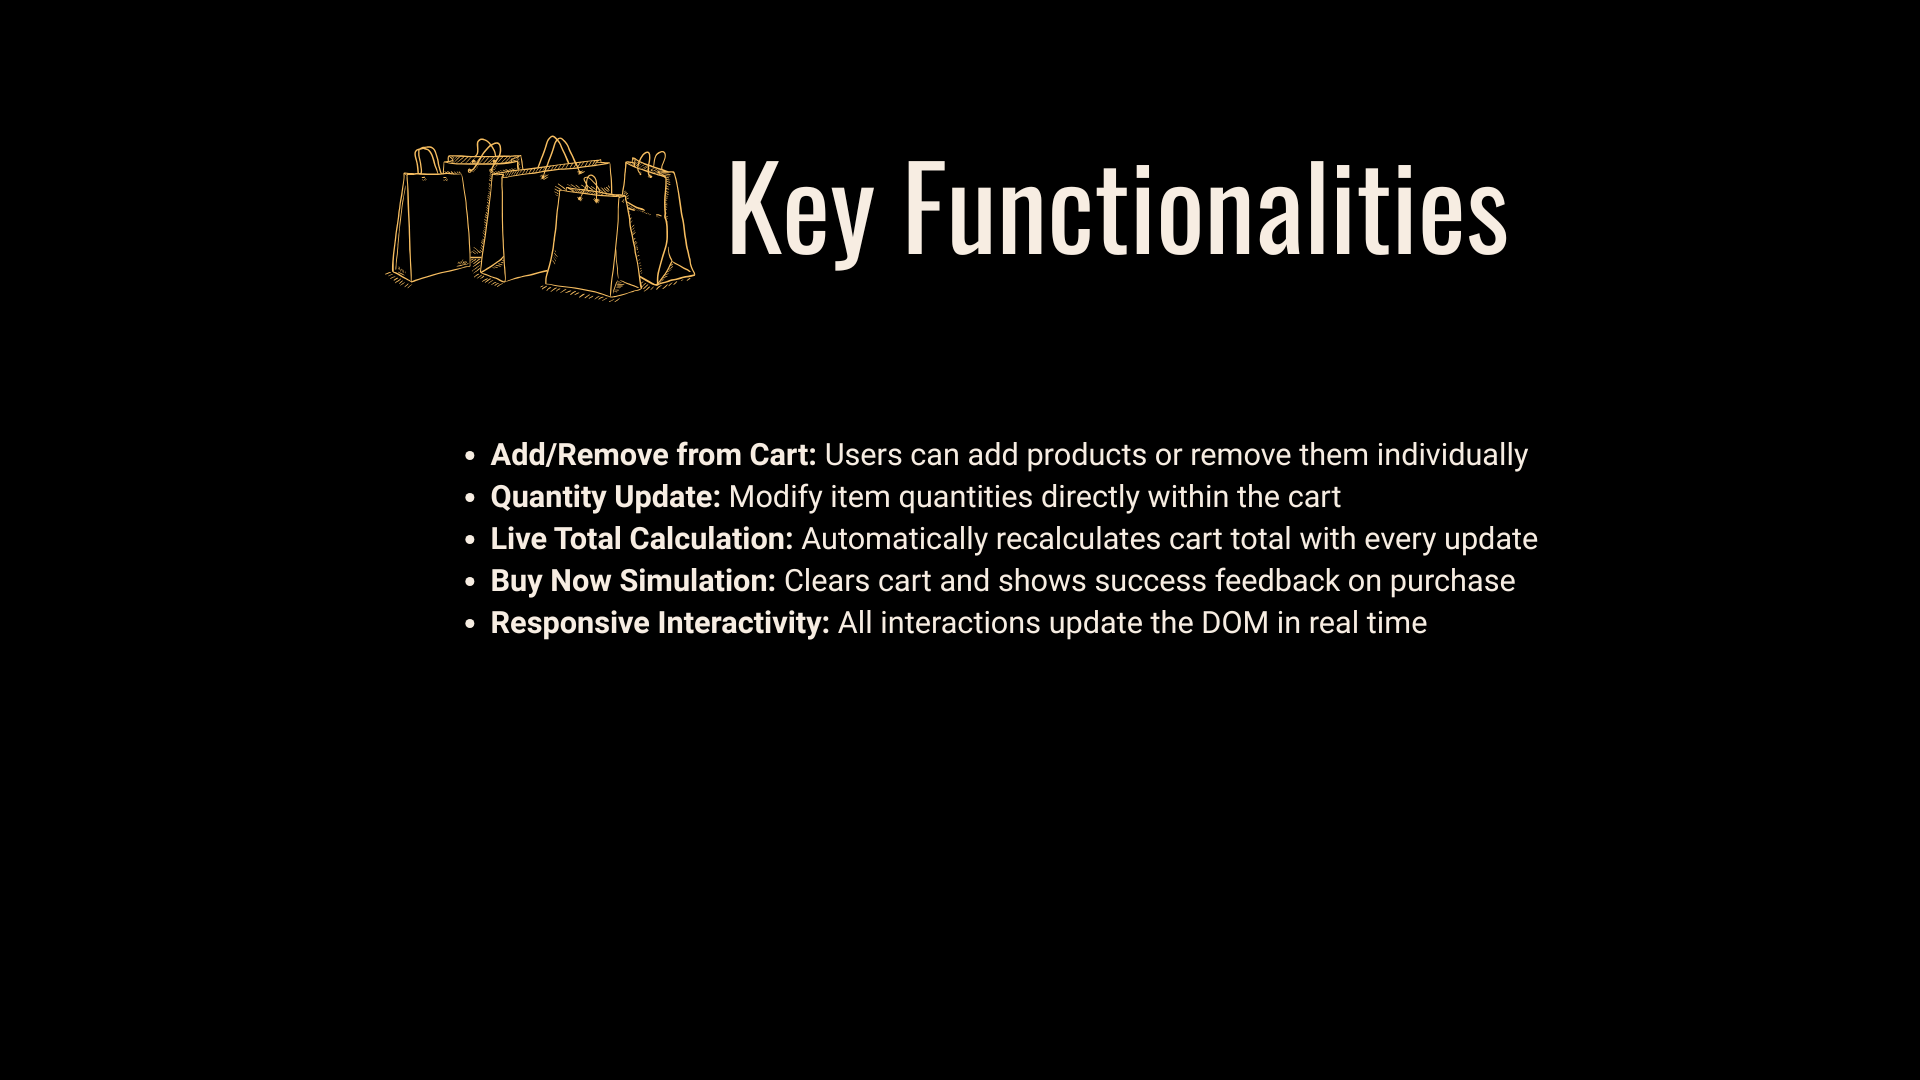 Key Functionalities
• Add/Remove from Cart: Users can add products or remove them individually
• Quantity Update: Modify item quantities directly within the cart
• Live Total Calculation: Automatically recalculates cart total with every update
• Buy Now Simulation: Clears cart and shows success feedback on purchase
• Responsive Interactivity: All interactions update the DOM in real time